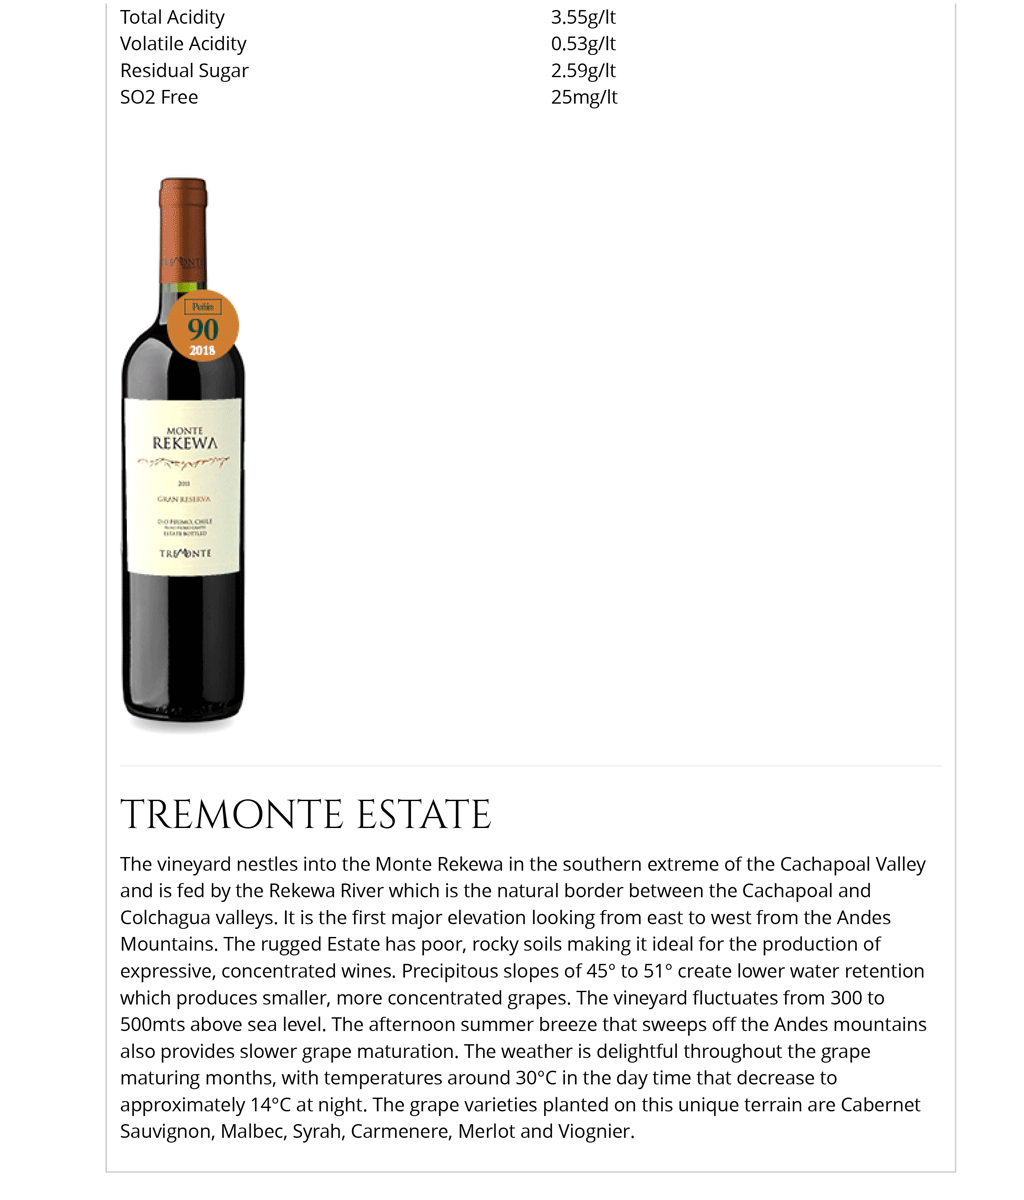 Total Acidity 3.55g/lt
Volatile Acidity 0.53g/lt
Residual Sugar 2.59g/lt
SO2 Free 25mg/lt
TREMONTE
Peñín
90
2018
MONTE
REKEWA
2011
GRAN RESERVA
D.O PEUMO, CHILE
ESTATE BOTTLED
TREMONTE
TREMONTE ESTATE
The vineyard nestles into the Monte Rekewa in the southern extreme of the Cachapoal Valley
and is fed by the Rekewa River which is the natural border between the Cachapoal and
Colchagua valleys. It is the first major elevation looking from east to west from the Andes
Mountains. The rugged Estate has poor, rocky soils making it ideal for the production of
expressive, concentrated wines. Precipitous slopes of 45° to 51° create lower water retention
which produces smaller, more concentrated grapes. The vineyard fluctuates from 300 to
500mts above sea level. The afternoon summer breeze that sweeps off the Andes mountains
also provides slower grape maturation. The weather is delightful throughout the grape
maturing months, with temperatures around 30°C in the day time that decrease to
approximately 14°C at night. The grape varieties planted on this unique terrain are Cabernet
Sauvignon, Malbec, Syrah, Carmenere, Merlot and Viognier.